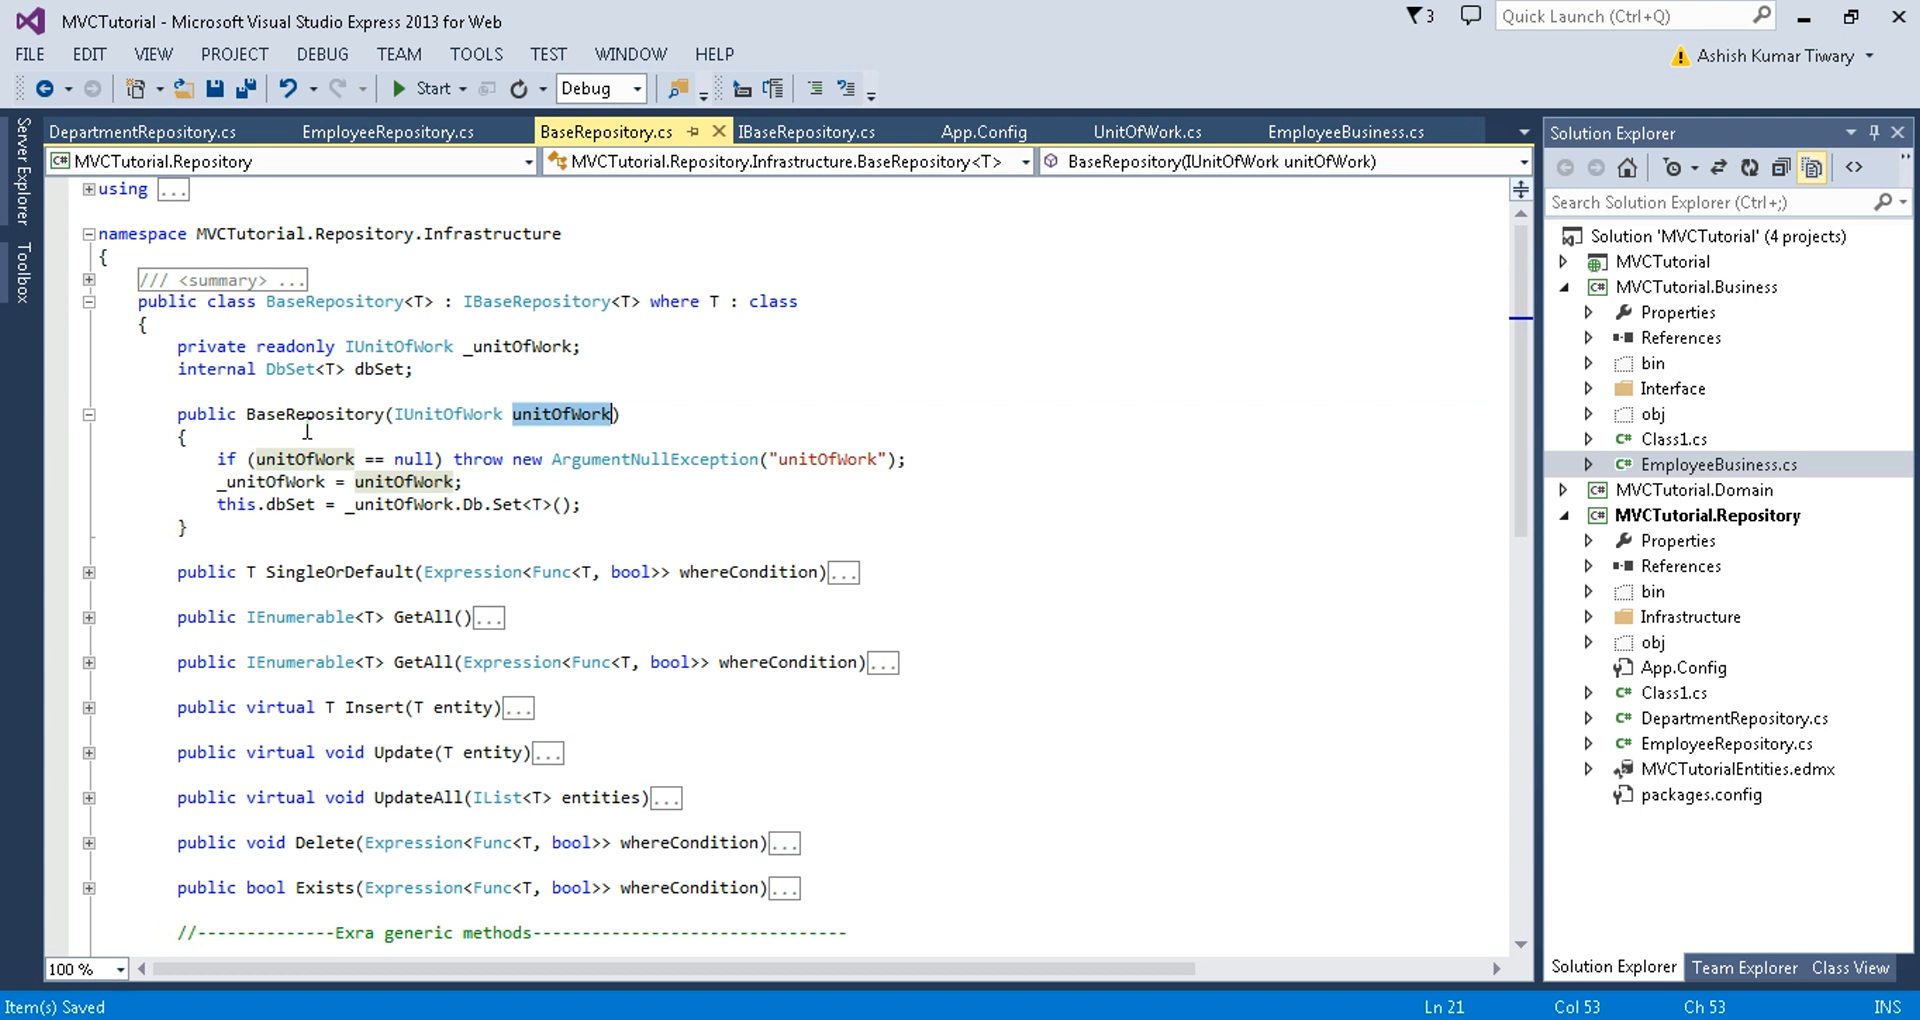 MVCTutorial - Microsoft Visual Studio Express 2013 for Web
3
Quick Launch (Ctrl+Q)
FILE EDIT VIEW PROJECT DEBUG TEAM TOOLS TEST WINDOW HELP
Ashish Kumar Tiwary
Start Debug
Server Explorer
Toolbox
DepartmentRepository.cs EmployeeRepository.cs BaseRepository.cs IBaseRepository.cs App.Config UnitOfWork.cs EmployeeBusiness.cs
MVCTutorial.Repository MVCTutorial.Repository.Infrastructure.BaseRepository<T> BaseRepository(IUnitOfWork unitOfWork)
using ...
namespace MVCTutorial.Repository.Infrastructure
{
/// <summary> ...
public class BaseRepository<T> : IBaseRepository<T> where T : class
{
private readonly IUnitOfWork _unitOfWork;
internal DbSet<T> dbSet;
public BaseRepository(IUnitOfWork unitOfWork)
{
if (unitOfWork == null) throw new ArgumentNullException("unitOfWork");
_unitOfWork = unitOfWork;
this.dbSet = _unitOfWork.Db.Set<T>();
}
public T SingleOrDefault(Expression<Func<T, bool>> whereCondition)...
public IEnumerable<T> GetAll()...
public IEnumerable<T> GetAll(Expression<Func<T, bool>> whereCondition)...
public virtual T Insert(T entity)...
public virtual void Update(T entity)...
public virtual void UpdateAll(IList<T> entities)...
public void Delete(Expression<Func<T, bool>> whereCondition)...
public bool Exists(Expression<Func<T, bool>> whereCondition)...
//--------------Exra generic methods--------------------------------
100 %
Solution Explorer
Search Solution Explorer (Ctrl+;)
Solution 'MVCTutorial' (4 projects)
MVCTutorial
C# MVCTutorial.Business
Properties
References
bin
Interface
obj
C# Class1.cs
C# EmployeeBusiness.cs
C# MVCTutorial.Domain
C# MVCTutorial.Repository
Properties
References
bin
Infrastructure
obj
App.Config
C# Class1.cs
C# DepartmentRepository.cs
C# EmployeeRepository.cs
MVCTutorialEntities.edmx
packages.config
Solution Explorer Team Explorer Class View
Item(s) Saved Ln 21 Col 53 Ch 53 INS